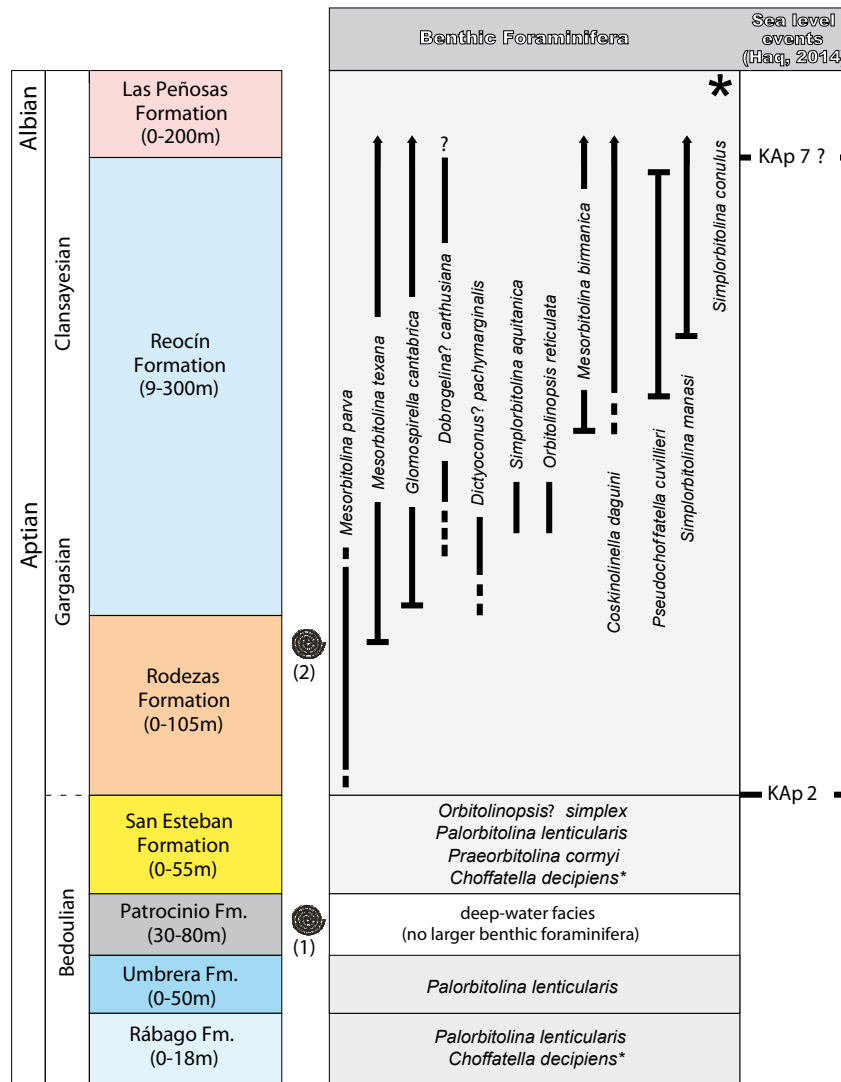 Benthic Foraminifera
Sea level
events
(Haq, 2014
Albian
Aptian
Clansayesian
Gargasian
Bedoulian
Las Peñosas
Formation
(0-200m)
Reocín
Formation
(9-300m)
Rodezas
Formation
(0-105m)
San Esteban
Formation
(0-55m)
Patrocinio Fm.
(30-80m)
Umbrera Fm.
(0-50m)
Rábago Fm.
(0-18m)
(2)
(1)
Mesorbitolina parva
Mesorbitolina texana
Glomospirella cantabrica
?
Dobrogelina? carthusiana
Dictyoconus? pachymarginalis
Simplorbitolina aquitanica
Orbitolinopsis reticulata
Mesorbitolina birmanica
Coskinolinella daguini
Pseudochoffatella cuvillieri
Simplorbitolina manasi
*
Simplorbitolina conulus
KAp 7 ?
KAp 2
Orbitolinopsis? simplex
Palorbitolina lenticularis
Praeorbitolina cormyi
Choffatella decipiens*
deep-water facies
(no larger benthic foraminifera)
Palorbitolina lenticularis
Palorbitolina lenticularis
Choffatella decipiens*